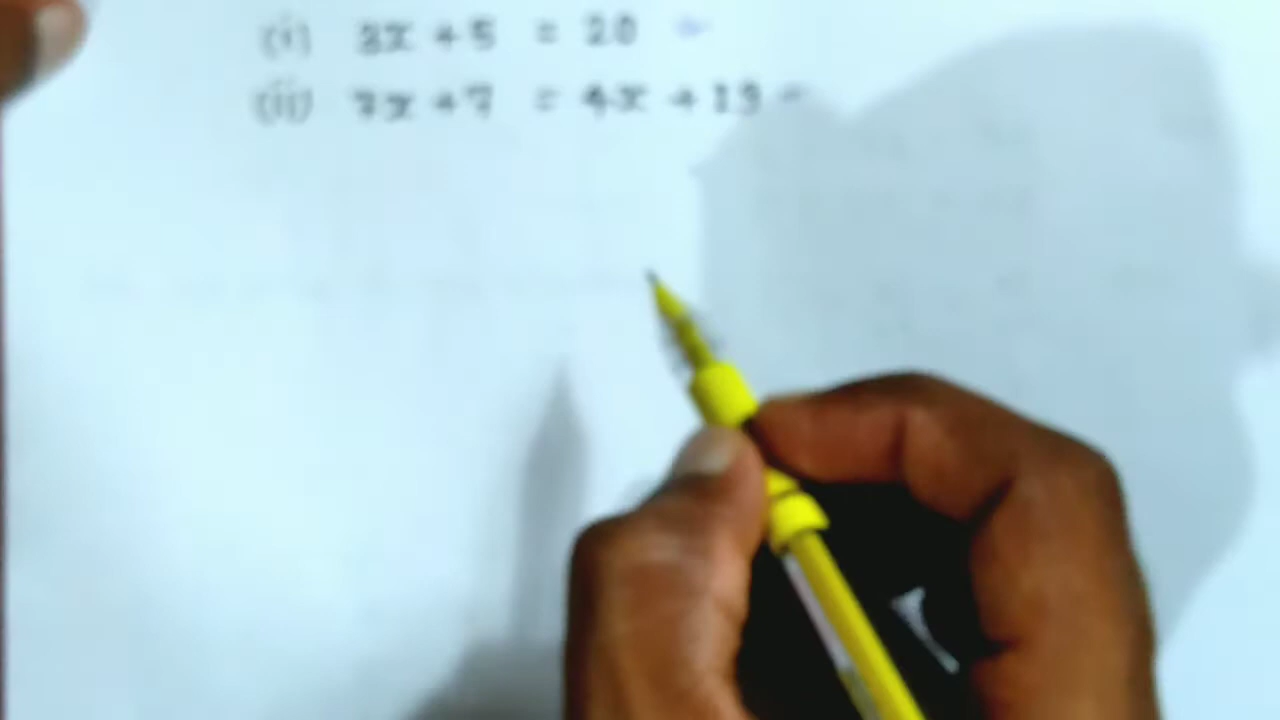 (i) 3x + 5 = 20
(ii) 7x + 7 = 4x + 13